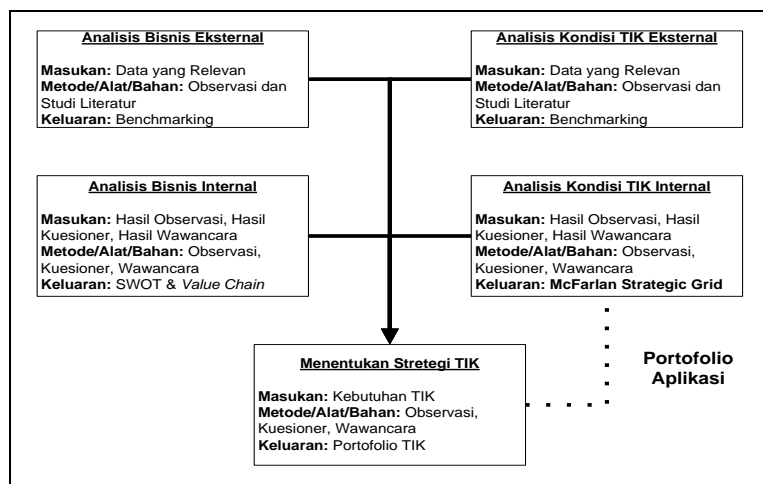 Analisis Bisnis Eksternal
Masukan: Data yang Relevan
Metode/Alat/Bahan: Observasi dan
Studi Literatur
Keluaran: Benchmarking
Analisis Kondisi TIK Eksternal
Masukan: Data yang Relevan
Metode/Alat/Bahan: Observasi dan
Studi Literatur
Keluaran: Benchmarking
Analisis Bisnis Internal
Masukan: Hasil Observasi, Hasil
Kuesioner, Hasil Wawancara
Metode/Alat/Bahan: Observasi,
Kuesioner, Wawancara
Keluaran: SWOT & Value Chain
Analisis Kondisi TIK Internal
Masukan: Hasil Observasi, Hasil
Kuesioner, Hasil Wawancara
Metode/Alat/Bahan: Observasi,
Kuesioner, Wawancara
Keluaran: McFarlan Strategic Grid
Menentukan Stretegi TIK
Masukan: Kebutuhan TIK
Metode/Alat/Bahan: Observasi,
Kuesioner, Wawancara
Keluaran: Portofolio TIK
Portofolio
Aplikasi